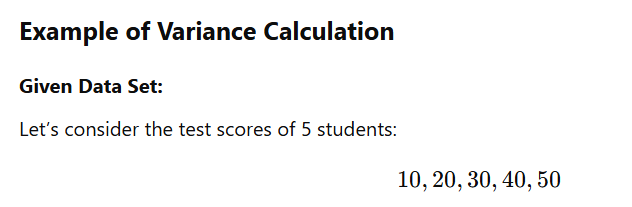 Example of Variance Calculation
Given Data Set:
Let’s consider the test scores of 5 students:
10, 20, 30, 40, 50